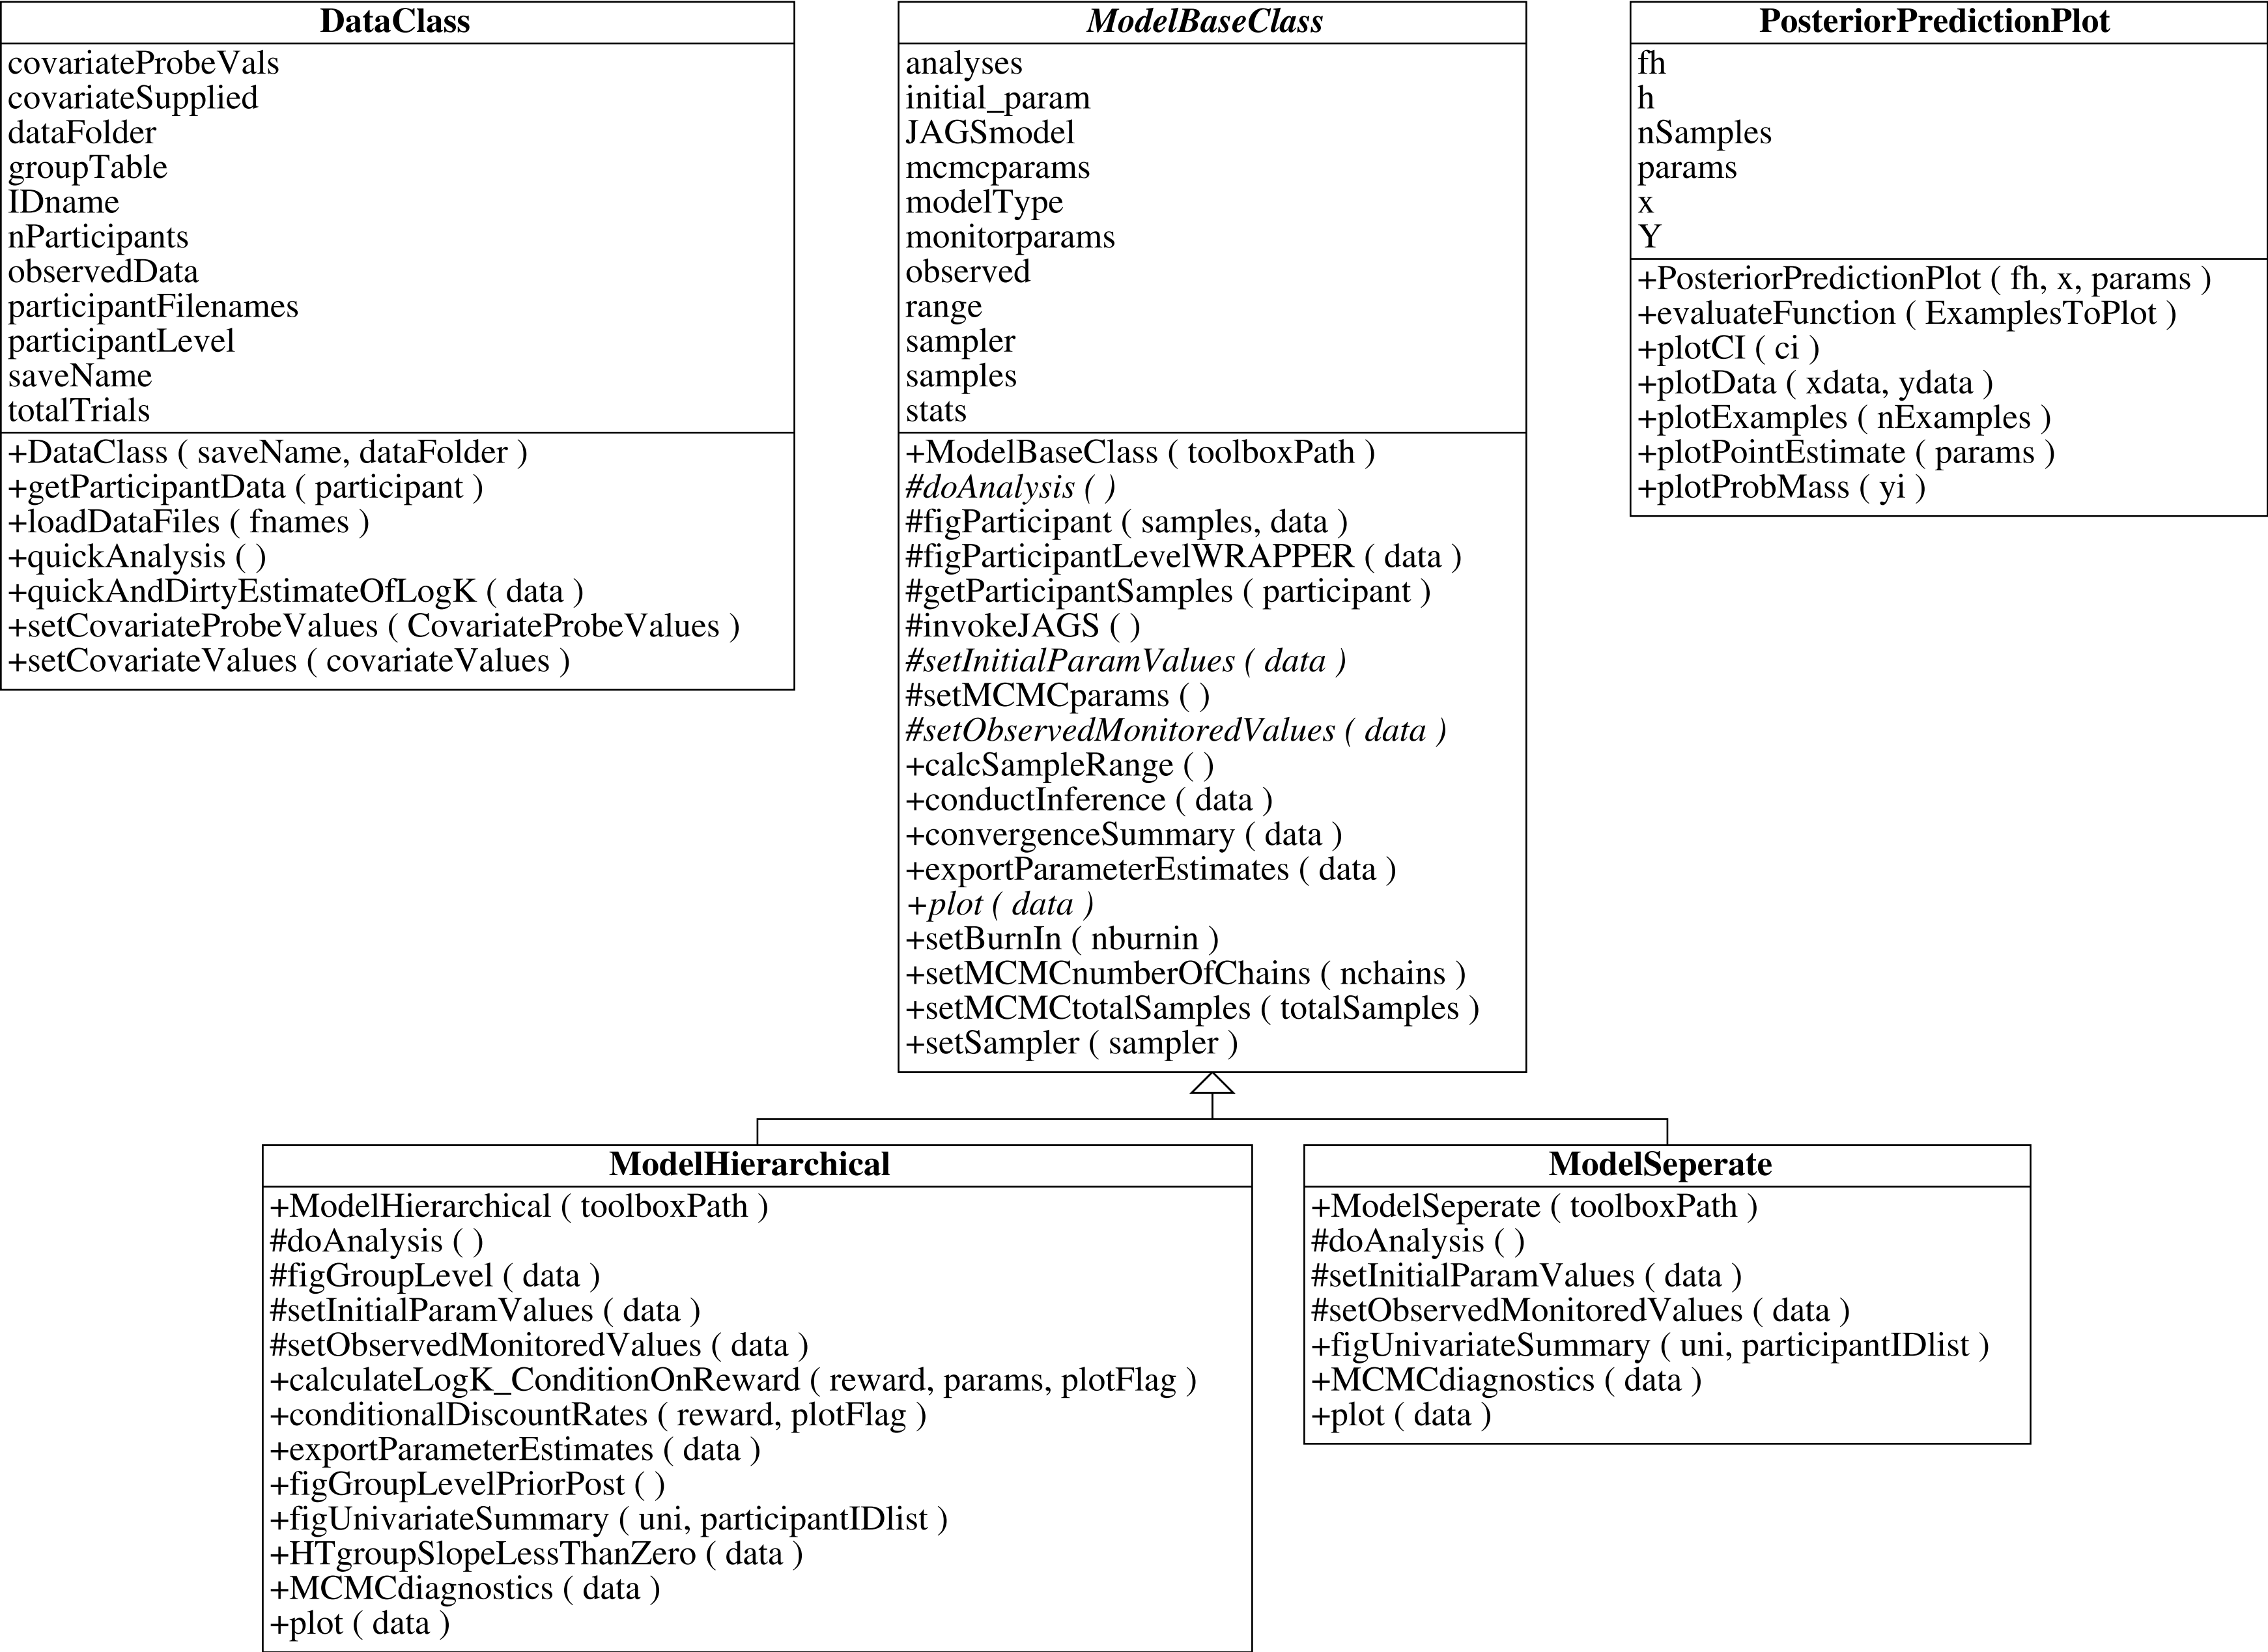 DataClass
covariateProbeVals
covariateSupplied
dataFolder
groupTable
IDname
nParticipants
observedData
participantFilenames
participantLevel
saveName
totalTrials
+DataClass ( saveName, dataFolder )
+getParticipantData ( participant )
+loadDataFiles ( fnames )
+quickAnalysis ( )
+quickAndDirtyEstimateOfLogK ( data )
+setCovariateProbeValues ( CovariateProbeValues )
+setCovariateValues ( covariateValues )
ModelBaseClass
analyses
initial_param
JAGSmodel
mcmcparams
modelType
monitorparams
observed
range
sampler
samples
stats
+ModelBaseClass ( toolboxPath )
#doAnalysis ( )
#figParticipant ( samples, data )
#figParticipantLevelWRAPPER ( data )
#getParticipantSamples ( participant )
#invokeJAGS ( )
#setInitialParamValues ( data )
#setMCMCparams ( )
#setObservedMonitoredValues ( data )
+calcSampleRange ( )
+conductInference ( data )
+convergenceSummary ( data )
+exportParameterEstimates ( data )
+plot ( data )
+setBurnIn ( nburnin )
+setMCMCnumberOfChains ( nchains )
+setMCMCtotalSamples ( totalSamples )
+setSampler ( sampler )
PosteriorPredictionPlot
fh
h
nSamples
params
x
Y
+PosteriorPredictionPlot ( fh, x, params )
+evaluateFunction ( ExamplesToPlot )
+plotCI ( ci )
+plotData ( xdata, ydata )
+plotExamples ( nExamples )
+plotPointEstimate ( params )
+plotProbMass ( yi )
ModelHierarchical
+ModelHierarchical ( toolboxPath )
#doAnalysis ( )
#figGroupLevel ( data )
#setInitialParamValues ( data )
#setObservedMonitoredValues ( data )
+calculateLogK_ConditionOnReward ( reward, params, plotFlag )
+conditionalDiscountRates ( reward, plotFlag )
+exportParameterEstimates ( data )
+figGroupLevelPriorPost ( )
+figUnivariateSummary ( uni, participantIDlist )
+HTgroupSlopeLessThanZero ( data )
+MCMCdiagnostics ( data )
+plot ( data )
ModelSeperate
+ModelSeperate ( toolboxPath )
#doAnalysis ( )
#setInitialParamValues ( data )
#setObservedMonitoredValues ( data )
+figUnivariateSummary ( uni, participantIDlist )
+MCMCdiagnostics ( data )
+plot ( data )